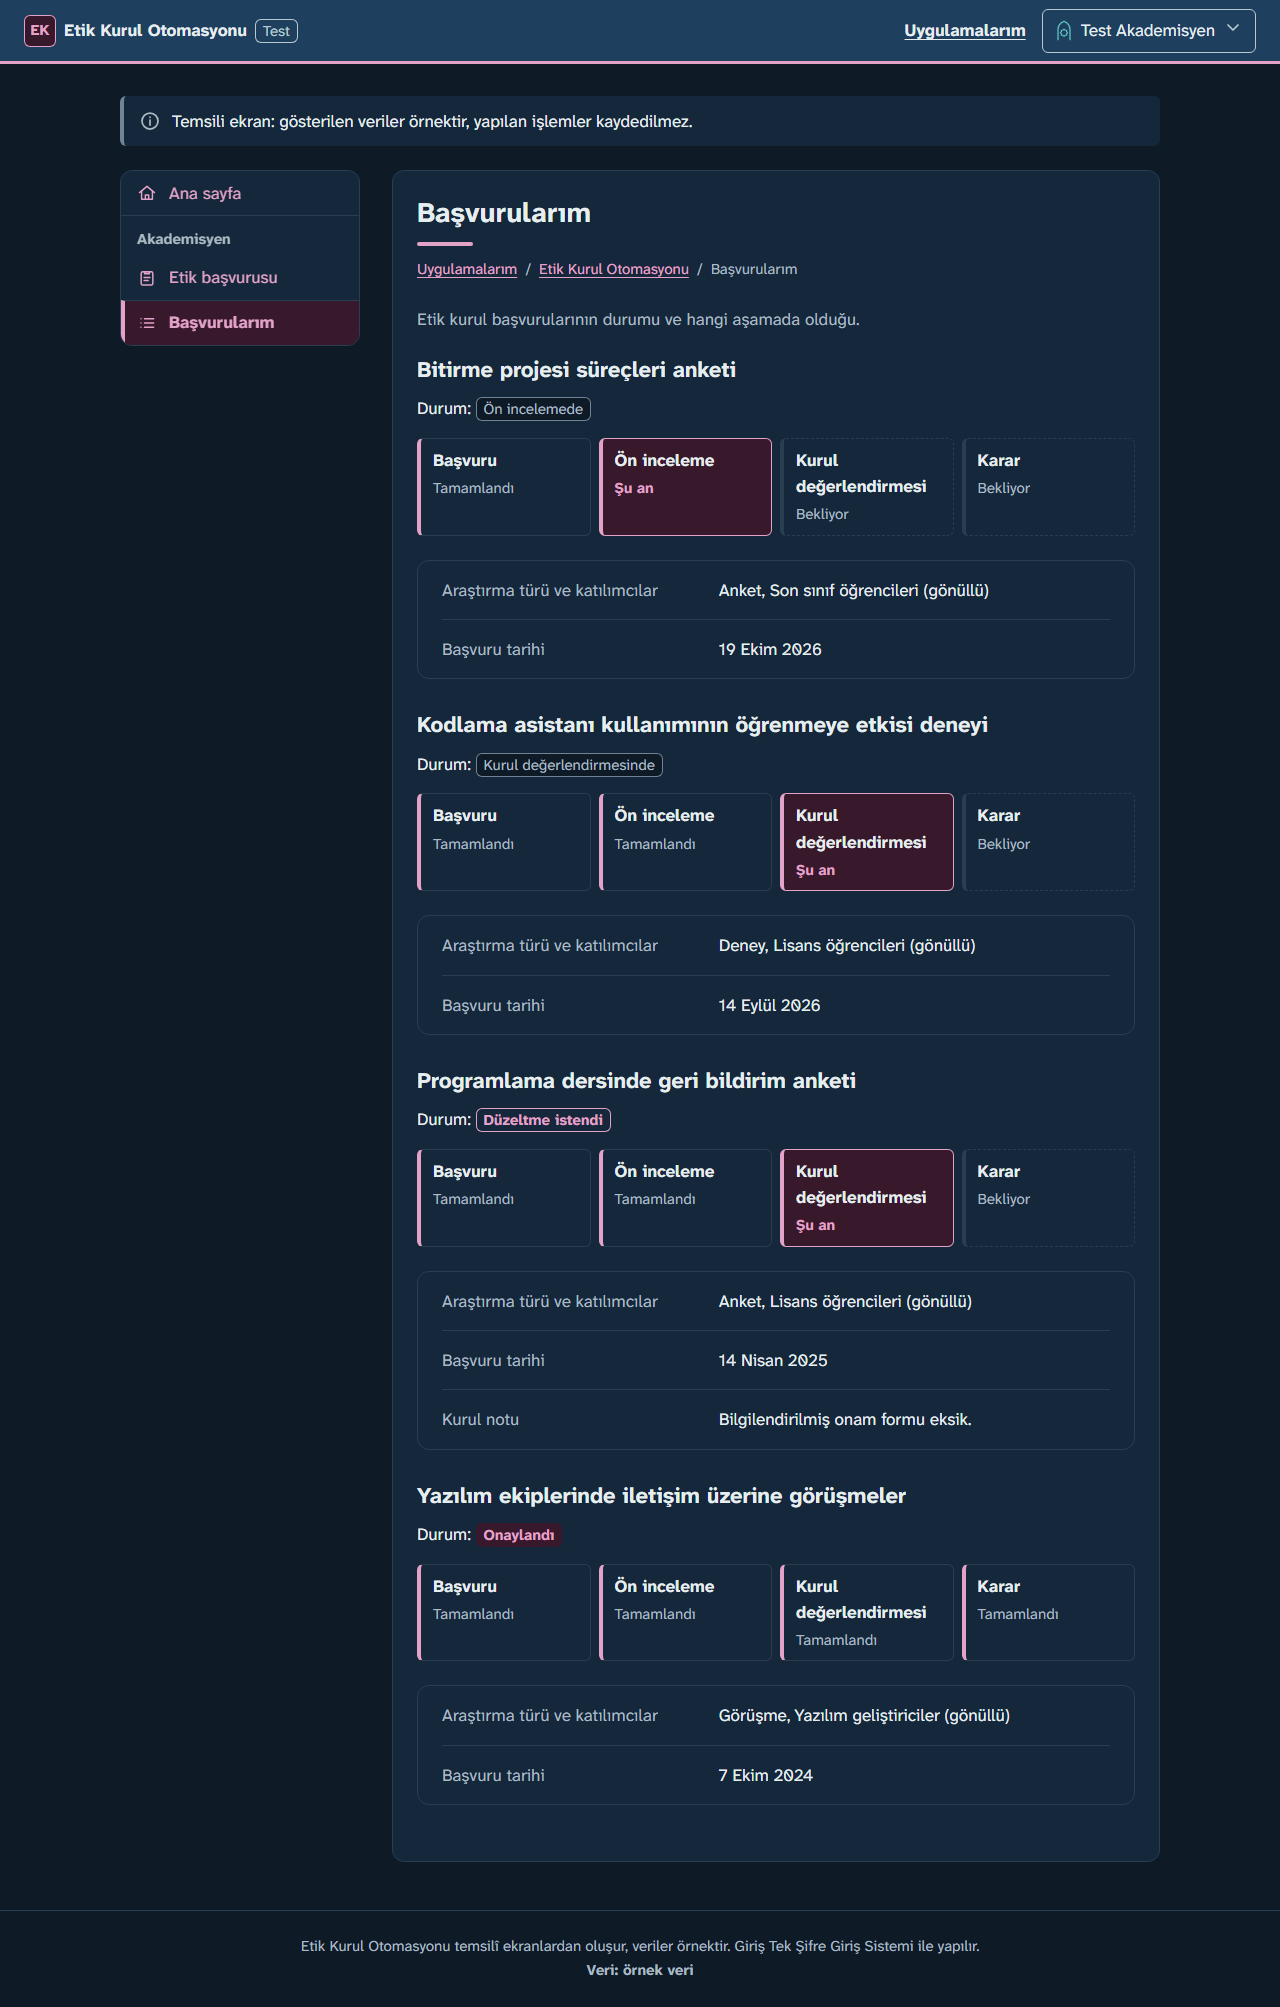 EK Etik Kurul Otomasyonu Test
Uygulamalarım
Test Akademisyen
Temsili ekran: gösterilen veriler örnektir, yapılan işlemler kaydedilmez.
Ana sayfa
Akademisyen
Etik başvurusu
Başvurularım
Başvurularım
Uygulamalarım / Etik Kurul Otomasyonu / Başvurularım
Etik kurul başvurularının durumu ve hangi aşamada olduğu.
Bitirme projesi süreçleri anketi
Durum: Ön incelemede
Başvuru
Tamamlandı
Ön inceleme
Şu an
Kurul
değerlendirmesi
Bekliyor
Karar
Bekliyor
Araştırma türü ve katılımcılar Anket, Son sınıf öğrencileri (gönüllü)
Başvuru tarihi 19 Ekim 2026
Kodlama asistanı kullanımının öğrenmeye etkisi deneyi
Durum: Kurul değerlendirmesinde
Başvuru
Tamamlandı
Ön inceleme
Tamamlandı
Kurul
değerlendirmesi
Şu an
Karar
Bekliyor
Araştırma türü ve katılımcılar Deney, Lisans öğrencileri (gönüllü)
Başvuru tarihi 14 Eylül 2026
Programlama dersinde geri bildirim anketi
Durum: Düzeltme istendi
Başvuru
Tamamlandı
Ön inceleme
Tamamlandı
Kurul
değerlendirmesi
Şu an
Karar
Bekliyor
Araştırma türü ve katılımcılar Anket, Lisans öğrencileri (gönüllü)
Başvuru tarihi 14 Nisan 2025
Kurul notu Bilgilendirilmiş onam formu eksik.
Yazılım ekiplerinde iletişim üzerine görüşmeler
Durum: Onaylandı
Başvuru
Tamamlandı
Ön inceleme
Tamamlandı
Kurul
değerlendirmesi
Tamamlandı
Karar
Tamamlandı
Araştırma türü ve katılımcılar Görüşme, Yazılım geliştiriciler (gönüllü)
Başvuru tarihi 7 Ekim 2024
Etik Kurul Otomasyonu temsilî ekranlardan oluşur, veriler örnektir. Giriş Tek Şifre Giriş Sistemi ile yapılır.
Veri: örnek veri